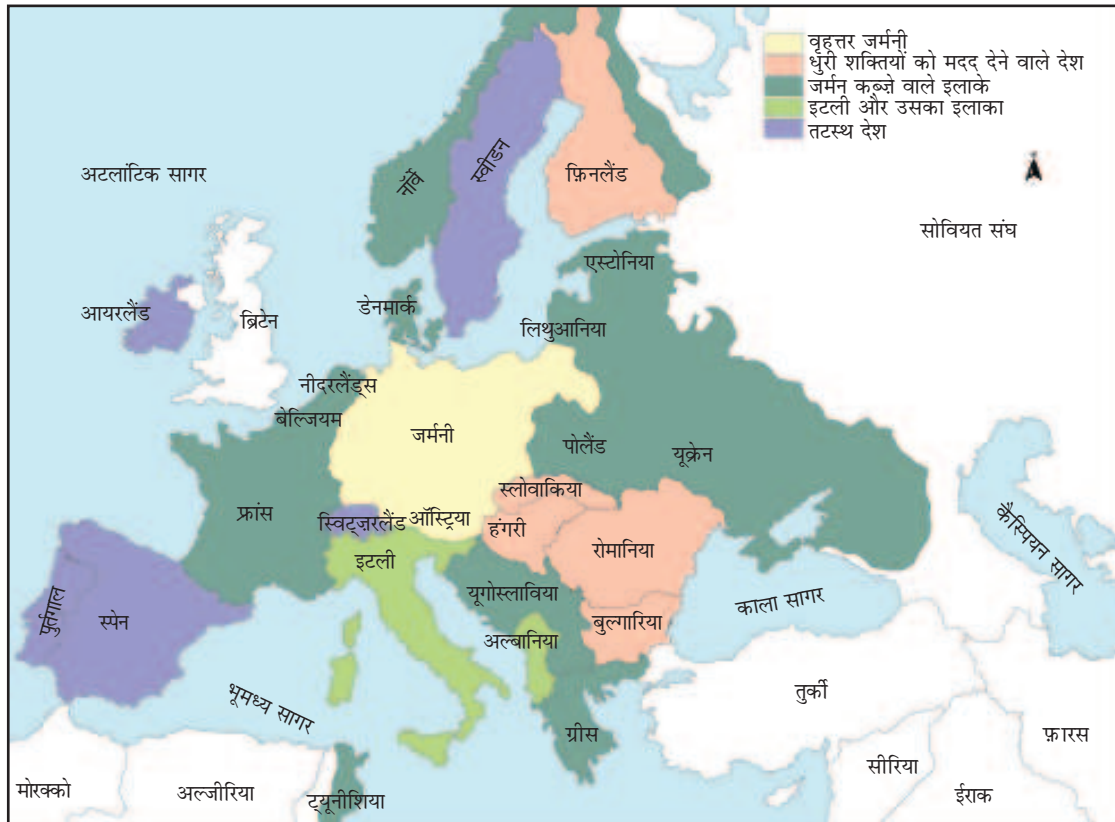 वृहत्तर जर्मनी
धुरी शक्तियों को मदद देने वाले देश
जर्मन कब्ज़े वाले इलाके
इटली और उसका इलाका
तटस्थ देश
अटलांटिक सागर
नॉर्वे
स्वीडन
फ़िनलैंड
सोवियत संघ
एस्टोनिया
आयरलैंड
ब्रिटेन
डेनमार्क
लिथुआनिया
नीदरलैंड्स
बेल्जियम
जर्मनी
पोलैंड
यूक्रेन
स्लोवाकिया
फ्रांस
स्विट्ज़रलैंड
ऑस्ट्रिया
हंगरी
रोमानिया
कैस्पियन सागर
इटली
यूगोस्लाविया
काला सागर
पुर्तगाल
स्पेन
बुल्गारिया
अल्बानिया
भूमध्य सागर
तुर्की
ग्रीस
फ़ारस
सीरिया
मोरक्को
अल्जीरिया
ट्यूनीशिया
ईराक